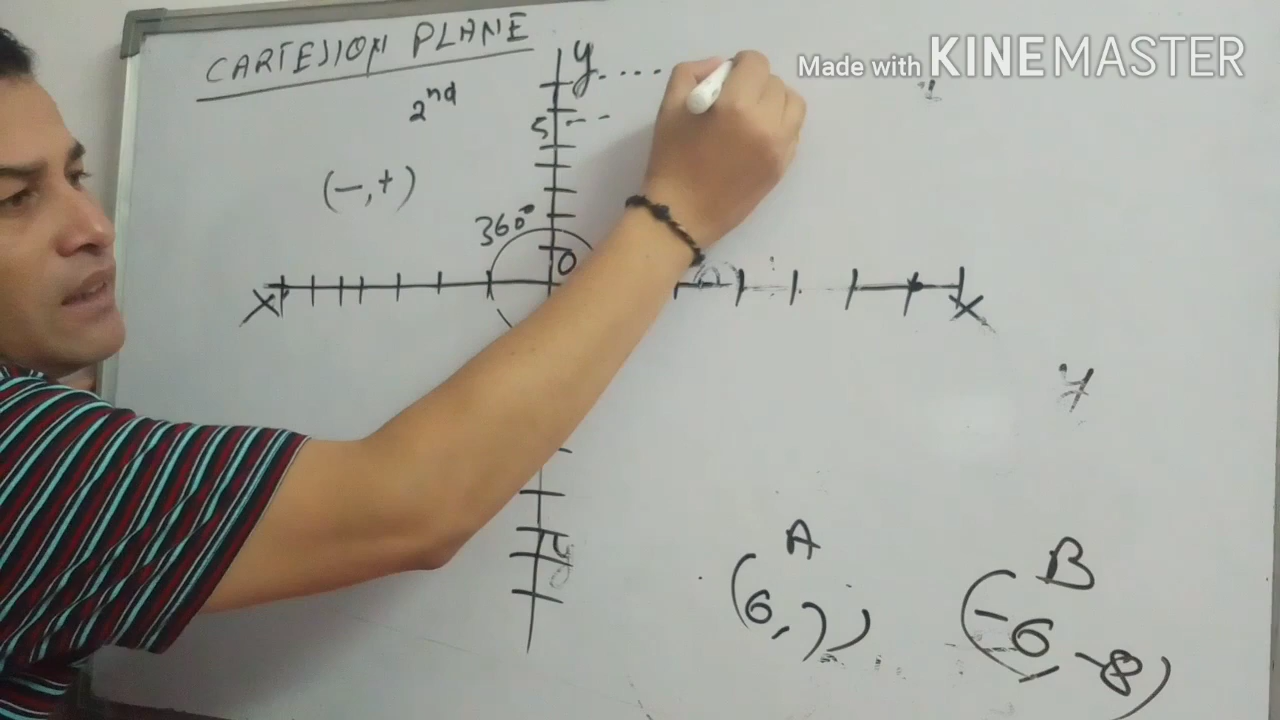 CARTESION PLANE
Made with KINEMASTER
y
2nd
5
(-,+)
360°
0
X
X
A
B
(6,7)
(-6 -8)